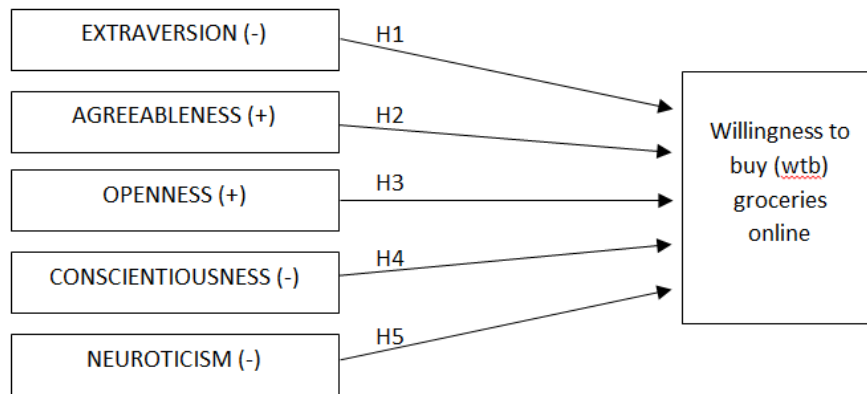 EXTRAVERSION (-)
H1
AGREEABLENESS (+)
H2
OPENNESS (+)
H3
CONSCIENTIOUSNESS (-)
H4
NEUROTICISM (-)
H5
Willingness to
buy (wtb)
groceries
online